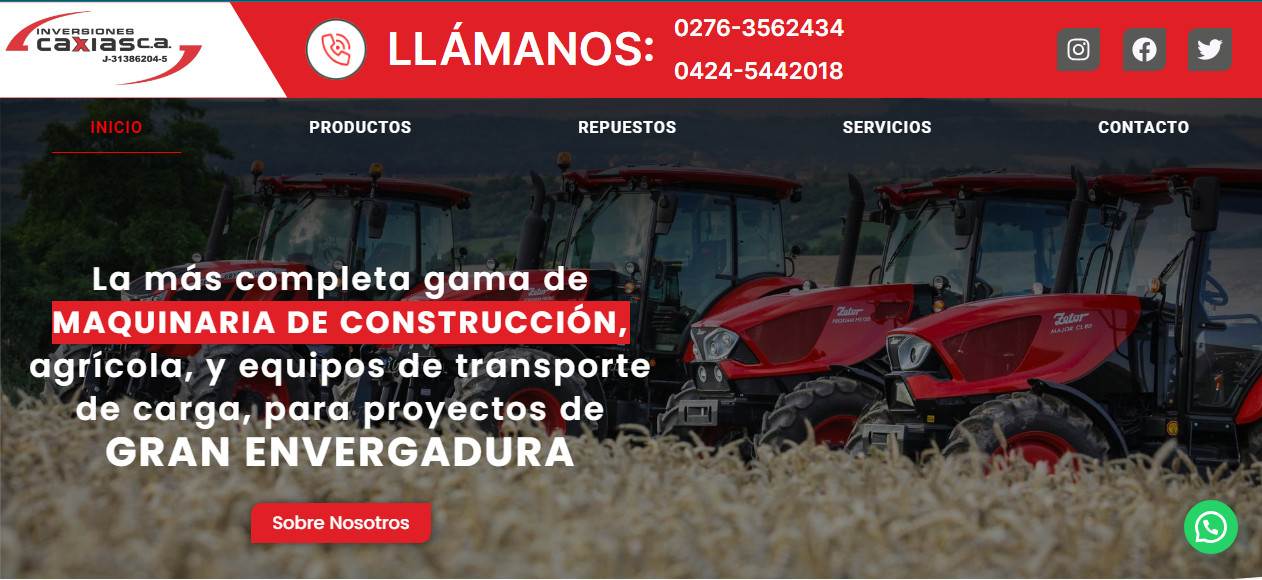 INVERSIONES
caxiasc.a.
J-31386204-5
LLÁMANOS:
0276-3562434
0424-5442018
INICIO
PRODUCTOS
REPUESTOS
SERVICIOS
CONTACTO
La más completa gama de
MAQUINARIA DE CONSTRUCCIÓN,
agrícola, y equipos de transporte
de carga, para proyectos de
GRAN ENVERGADURA
Sobre Nosotros
Zetor
Zetor
MAJOR CL 80